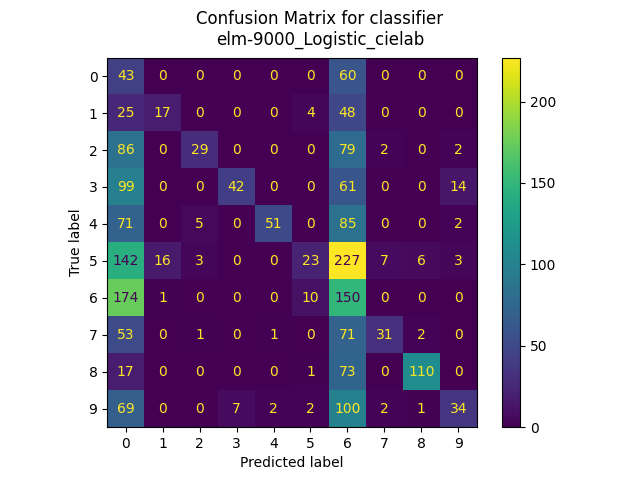 Confusion Matrix for classifier
elm-9000_Logistic_cielab
0 43 0 0 0 0 0 60 0 0 0
1 25 17 0 0 0 4 48 0 0 0
2 86 0 29 0 0 0 79 2 0 2
3 99 0 0 42 0 0 61 0 0 14
4 71 0 5 0 51 0 85 0 0 2
5 142 16 3 0 0 23 227 7 6 3
6 174 1 0 0 0 10 150 0 0 0
7 53 0 1 0 1 0 71 31 2 0
8 17 0 0 0 0 1 73 0 110 0
9 69 0 0 7 2 2 100 2 1 34
0 1 2 3 4 5 6 7 8 9
Predicted label
True label
200
150
100
50
0